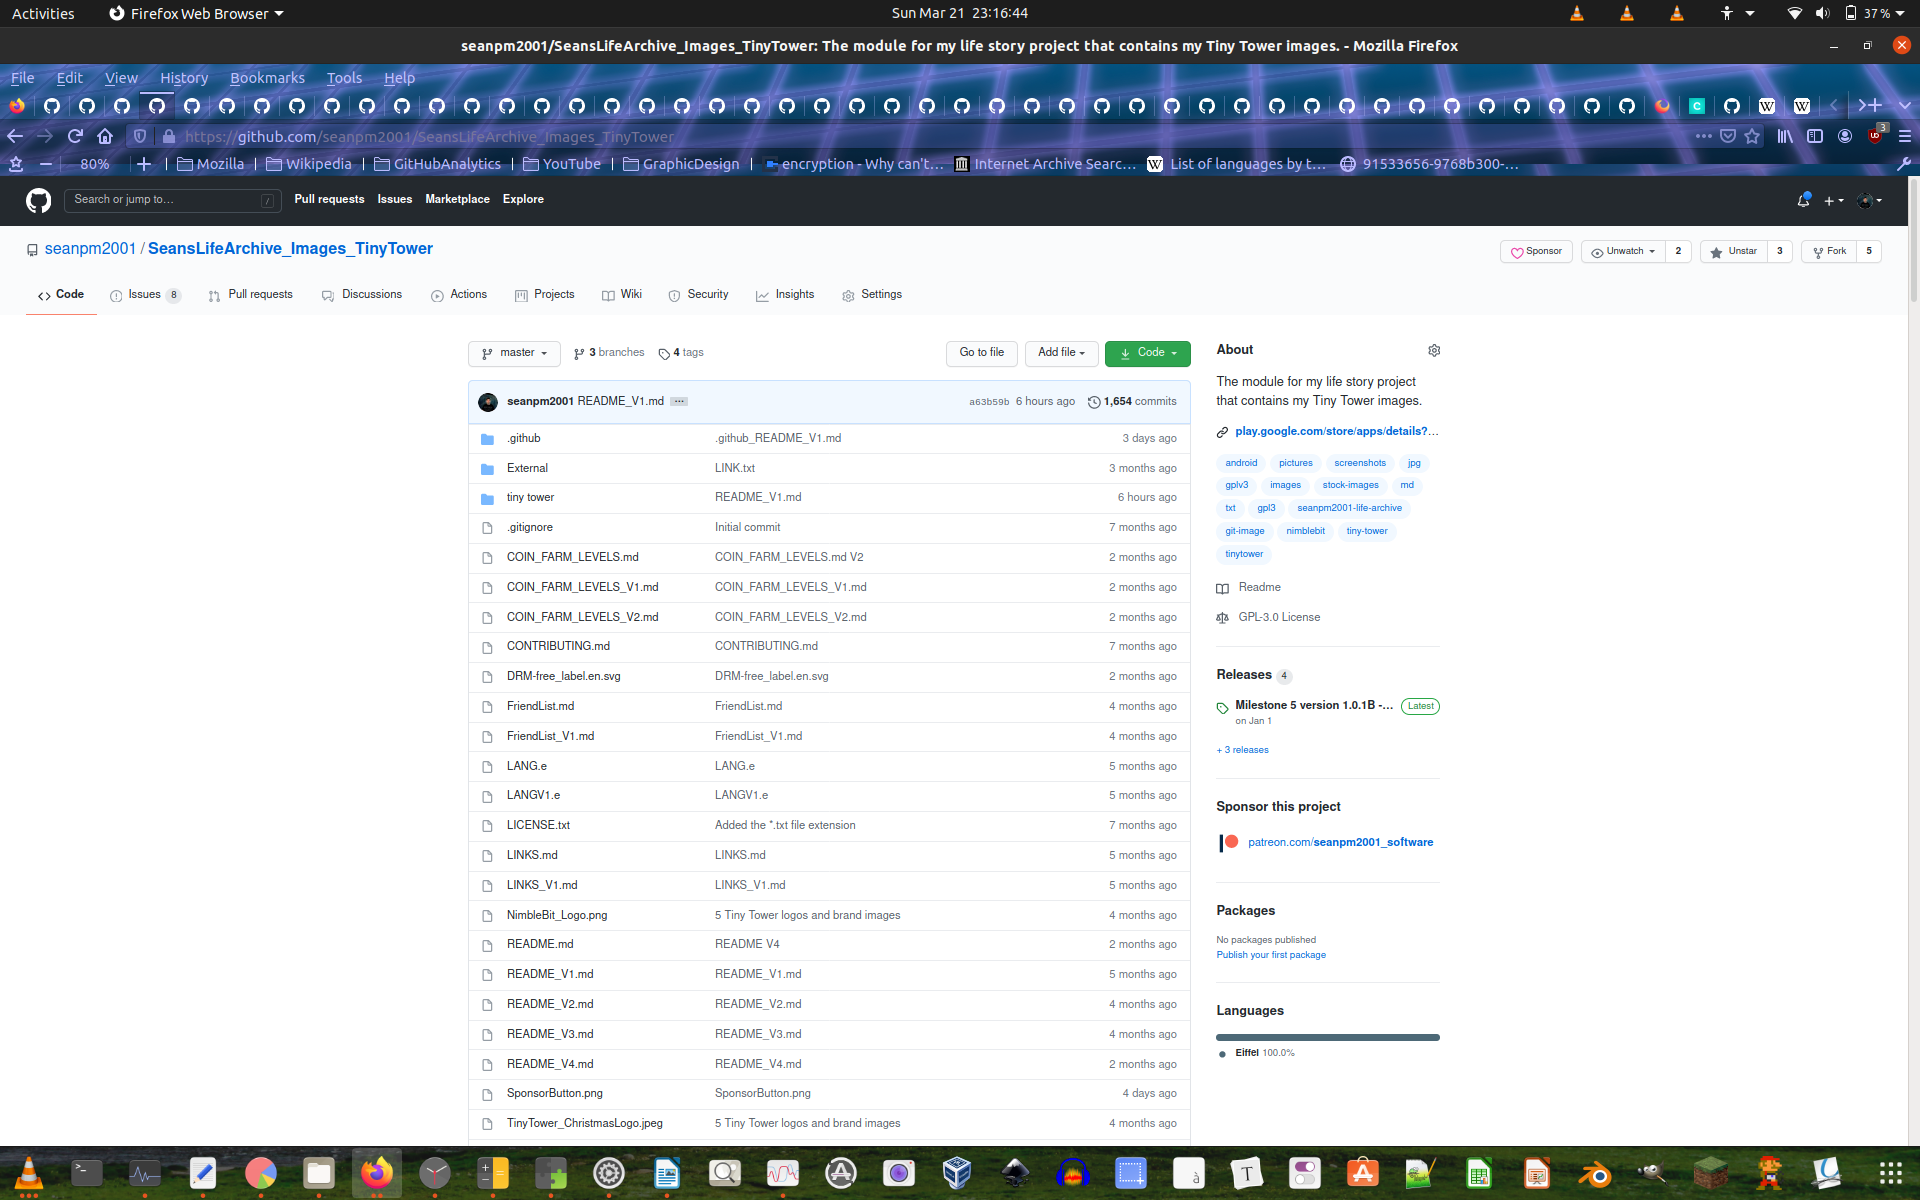 Activities Firefox Web Browser Sun Mar 21 23:16:44 37 %
seanpm2001/SeansLifeArchive_Images_TinyTower: The module for my life story project that contains my Tiny Tower images. - Mozilla Firefox
File Edit View History Bookmarks Tools Help
https://github.com/seanpm2001/SeansLifeArchive_Images_TinyTower 3
80% Mozilla Wikipedia GitHubAnalytics YouTube GraphicDesign encryption - Why can't… Internet Archive Searc… List of languages by t… 91533656-9768b300-…
Search or jump to… / Pull requests Issues Marketplace Explore
seanpm2001 / SeansLifeArchive_Images_TinyTower Sponsor Unwatch 2 Unstar 3 Fork 5
Code Issues 8 Pull requests Discussions Actions Projects Wiki Security Insights Settings
master 3 branches 4 tags Go to file Add file Code
seanpm2001 README_V1.md … a63b59b 6 hours ago 1,654 commits
.github .github_README_V1.md 3 days ago
External LINK.txt 3 months ago
tiny tower README_V1.md 6 hours ago
.gitignore Initial commit 7 months ago
COIN_FARM_LEVELS.md COIN_FARM_LEVELS.md V2 2 months ago
COIN_FARM_LEVELS_V1.md COIN_FARM_LEVELS_V1.md 2 months ago
COIN_FARM_LEVELS_V2.md COIN_FARM_LEVELS_V2.md 2 months ago
CONTRIBUTING.md CONTRIBUTING.md 7 months ago
DRM-free_label.en.svg DRM-free_label.en.svg 2 months ago
FriendList.md FriendList.md 4 months ago
FriendList_V1.md FriendList_V1.md 4 months ago
LANG.e LANG.e 5 months ago
LANGV1.e LANGV1.e 5 months ago
LICENSE.txt Added the *.txt file extension 7 months ago
LINKS.md LINKS.md 5 months ago
LINKS_V1.md LINKS_V1.md 5 months ago
NimbleBit_Logo.png 5 Tiny Tower logos and brand images 4 months ago
README.md README V4 2 months ago
README_V1.md README_V1.md 5 months ago
README_V2.md README_V2.md 4 months ago
README_V3.md README_V3.md 4 months ago
README_V4.md README_V4.md 2 months ago
SponsorButton.png SponsorButton.png 4 days ago
TinyTower_ChristmasLogo.jpeg 5 Tiny Tower logos and brand images 4 months ago
About
The module for my life story project
that contains my Tiny Tower images.
play.google.com/store/apps/details?…
android pictures screenshots jpg
gplv3 images stock-images md
txt gpl3 seanpm2001-life-archive
git-image nimblebit tiny-tower
tinytower
Readme
GPL-3.0 License
Releases 4
Milestone 5 version 1.0.1B -… Latest
on Jan 1
+ 3 releases
Sponsor this project
patreon.com/seanpm2001_software
Packages
No packages published
Publish your first package
Languages
Eiffel 100.0%